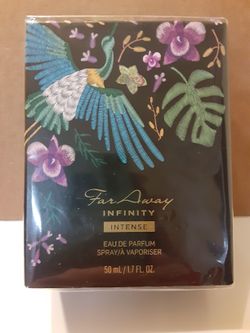 Far Away
INFINITY
INTENSE
EAU DE PARFUM
SPRAY/À VAPORISER
50 mL / 1.7 FL. OZ.